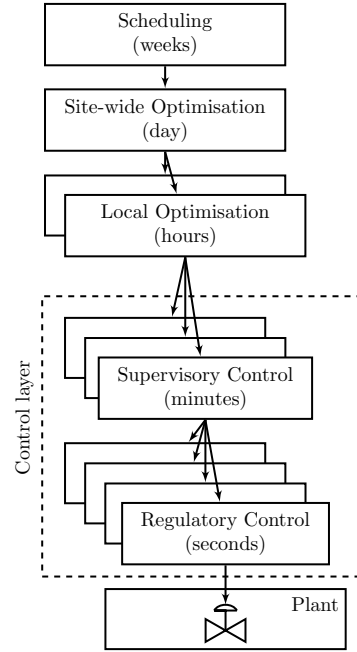 Scheduling
(weeks)
Site-wide Optimisation
(day)
Local Optimisation
(hours)
Control layer
Supervisory Control
(minutes)
Regulatory Control
(seconds)
Plant